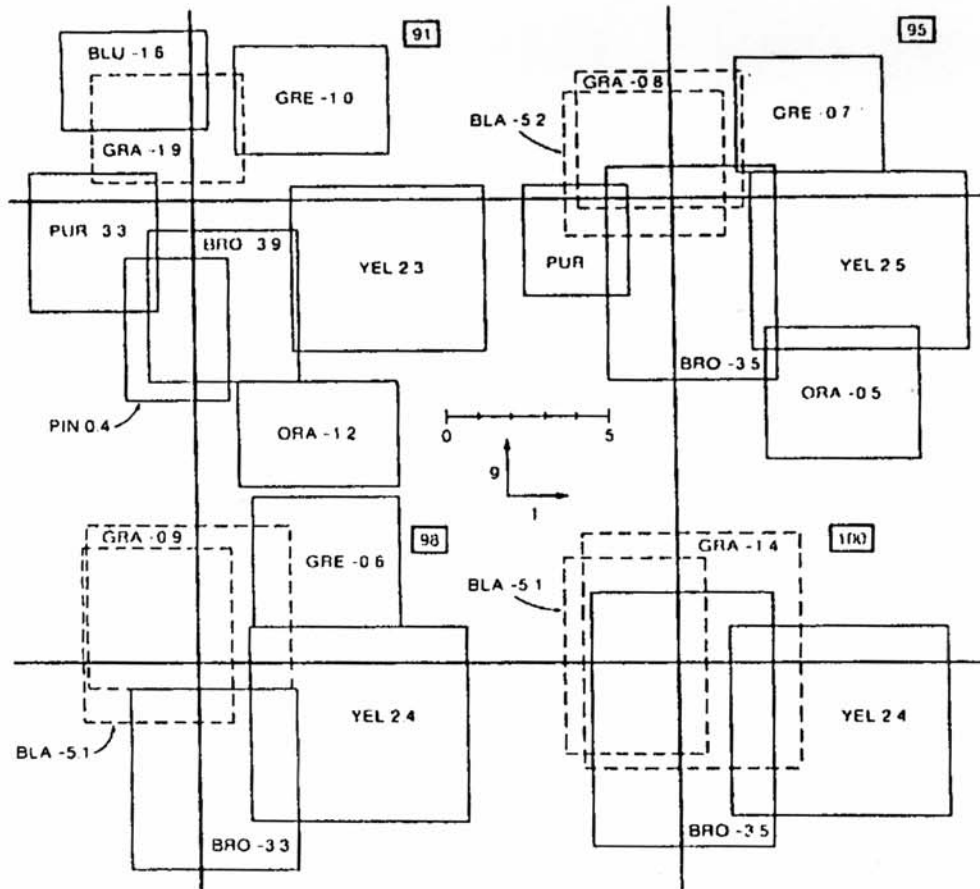 91
BLU -1.6
GRE -1.0
GRA -1.9
PUR 3.3
BRO 3.9
YEL 2.3
PIN 0.4
ORA -1.2
95
GRA -0.8
BLA -5.2
GRE -0.7
PUR
YEL 2.5
BRO -3.5
ORA -0.5
0
5
9
1
98
GRA -0.9
GRE -0.6
YEL 2.4
BLA -5.1
BRO -3.3
100
GRA -1.4
BLA -5.1
YEL 2.4
BRO -3.5